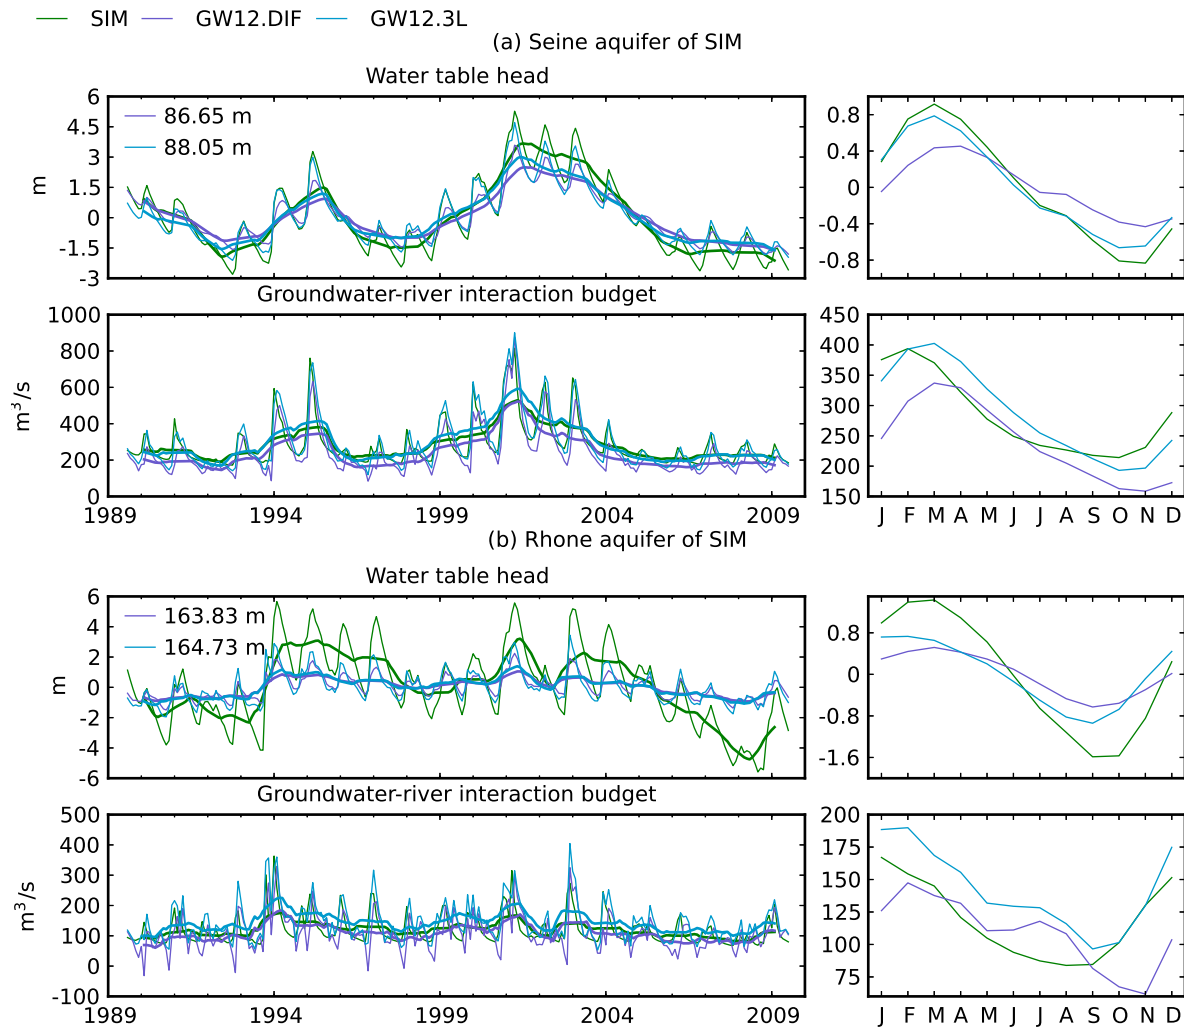 SIM GW12.DIF GW12.3L
(a) Seine aquifer of SIM
Water table head
6
4.5
3
1.5
0
-1.5
-3
m
86.65 m
88.05 m
0.8
0.4
0
-0.4
-0.8
Groundwater-river interaction budget
1000
800
600
400
200
0
m³/s
1989 1994 1999 2004 2009
450
400
350
300
250
200
150
J F M A M J J A S O N D
(b) Rhone aquifer of SIM
Water table head
6
4
2
0
-2
-4
-6
m
163.83 m
164.73 m
0.8
0
-0.8
-1.6
Groundwater-river interaction budget
500
400
300
200
100
0
-100
m³/s
1989 1994 1999 2004 2009
200
175
150
125
100
75
J F M A M J J A S O N D